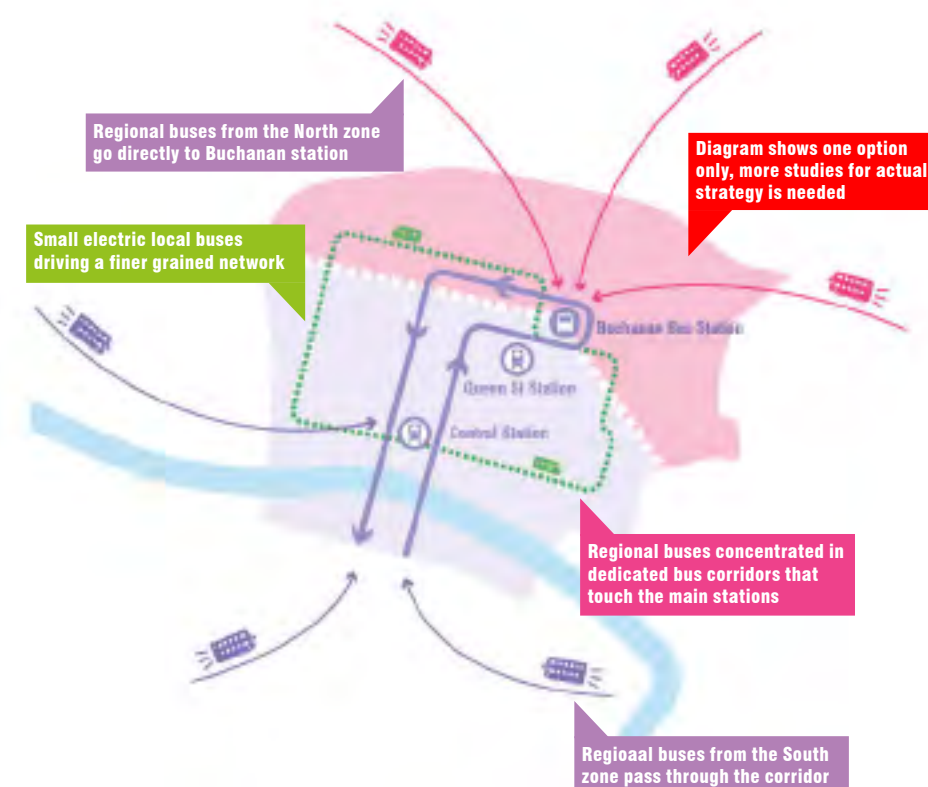 Regional buses from the North zone
go directly to Buchanan station
Diagram shows one option
only, more studies for actual
strategy is needed
Small electric local buses
driving a finer grained network
Buchanan Bus Station
Queen St Station
Central Station
Regional buses concentrated in
dedicated bus corridors that
touch the main stations
Regioaal buses from the South
zone pass through the corridor